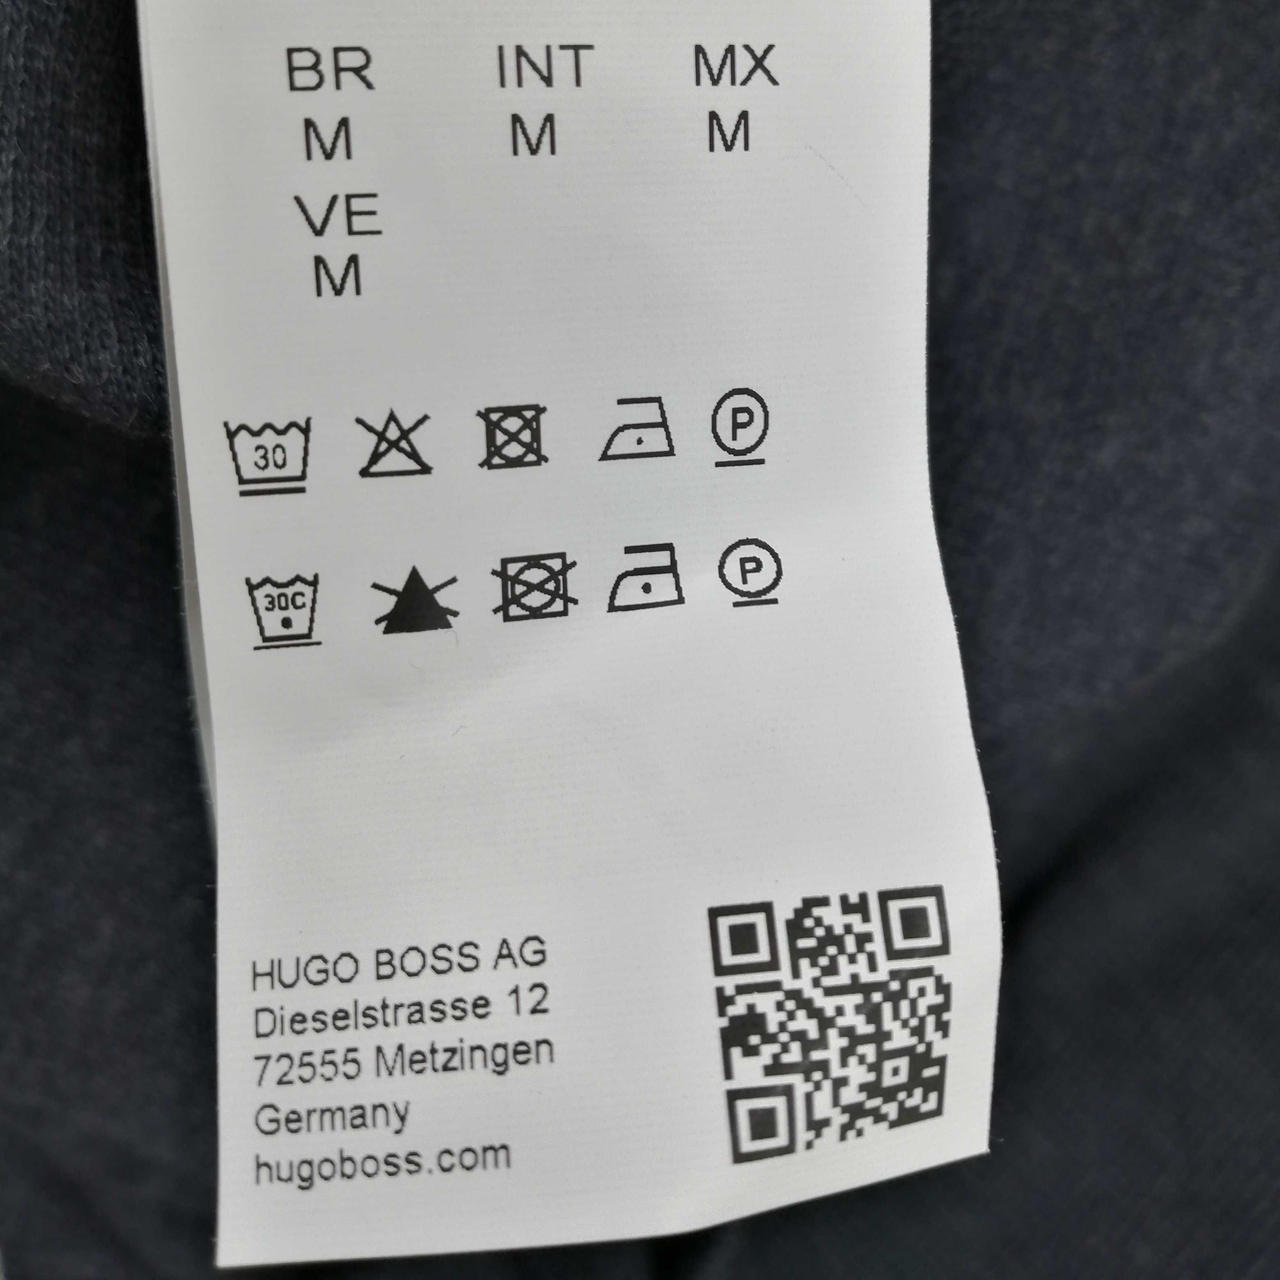 BR INT MX
M M M
VE
M
30 P
30C P
HUGO BOSS AG
Dieselstrasse 12
72555 Metzingen
Germany
hugoboss.com